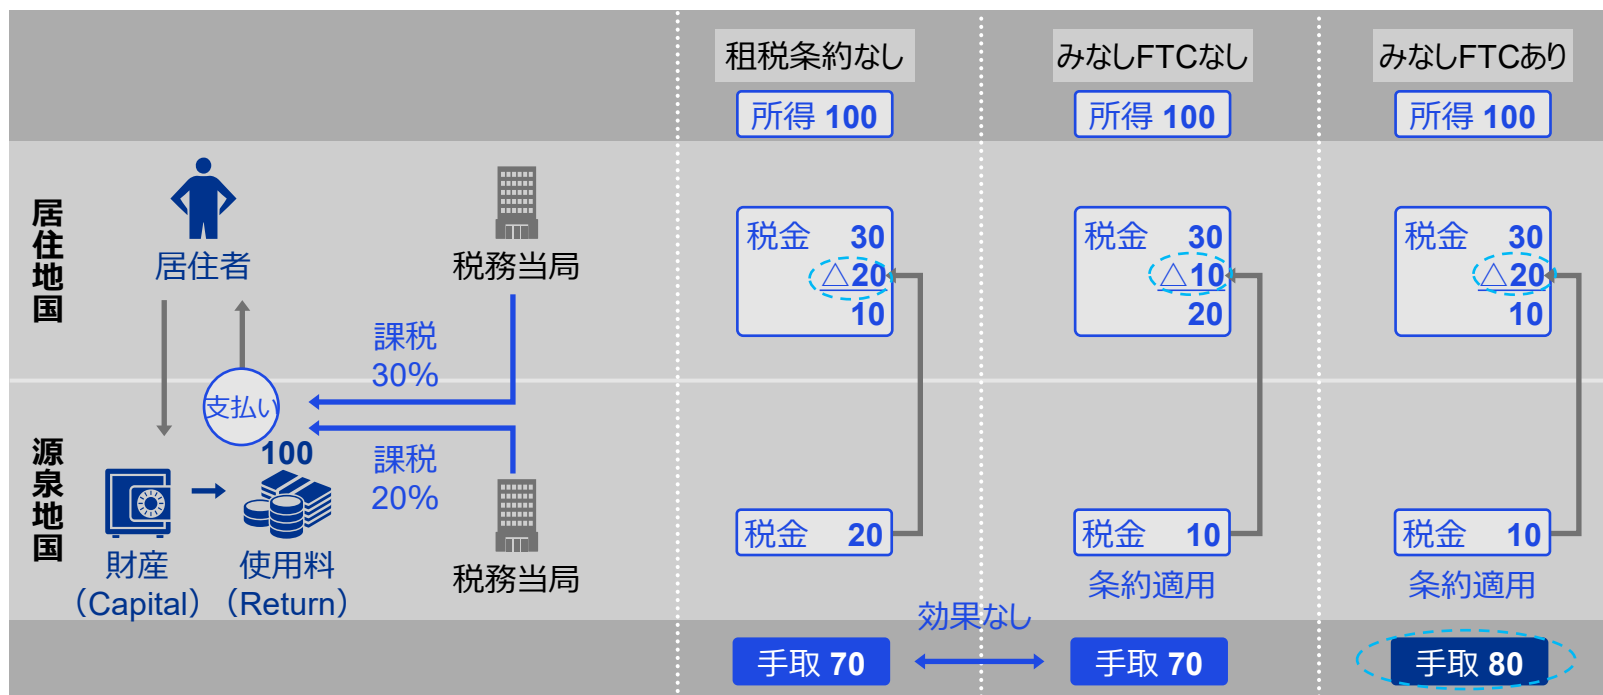 租税条約なし
みなしFTCなし
みなしFTCあり
所得 100
所得 100
所得 100
居住地国
居住者
税務当局
課税
30%
税金 30
△20
10
税金 30
△10
20
税金 30
△20
10
源泉地国
支払い
100
課税
20%
財産
（Capital）
使用料
（Return）
税務当局
税金 20
税金 10
条約適用
税金 10
条約適用
効果なし
手取 70
手取 70
手取 80